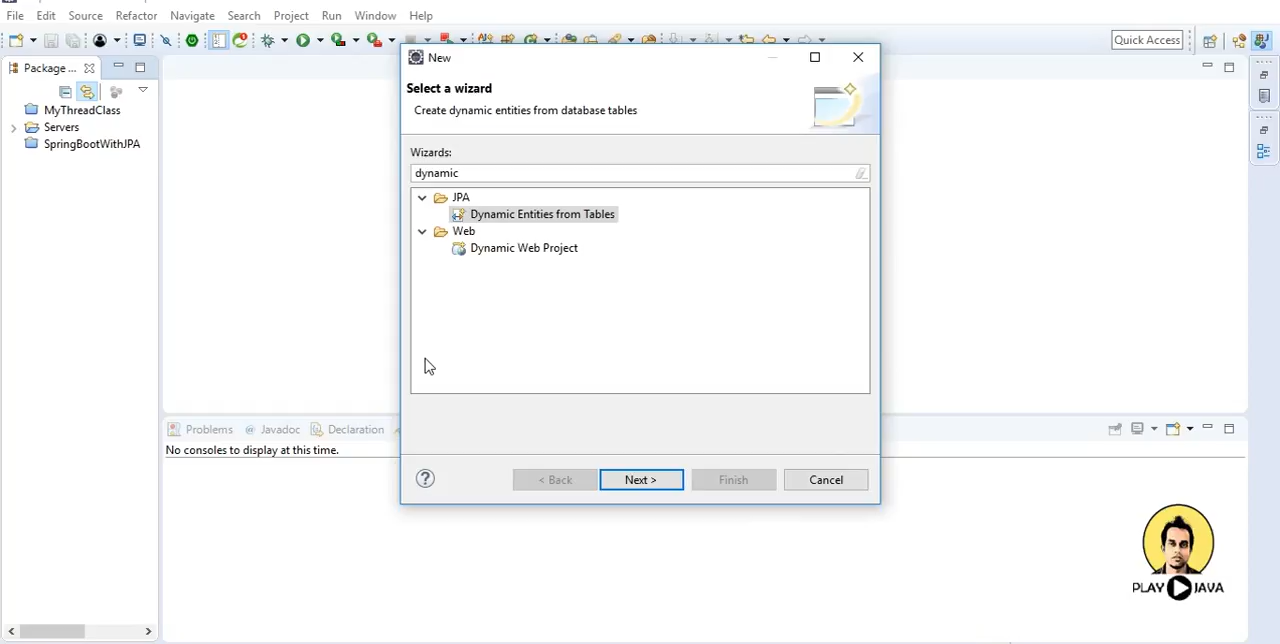 File Edit Source Refactor Navigate Search Project Run Window Help
Quick Access
Package ...
MyThreadClass
Servers
SpringBootWithJPA
New
Select a wizard
Create dynamic entities from database tables
Wizards:
dynamic
JPA
Dynamic Entities from Tables
Web
Dynamic Web Project
? < Back Next > Finish Cancel
Problems @ Javadoc Declaration
No consoles to display at this time.
PLAY JAVA